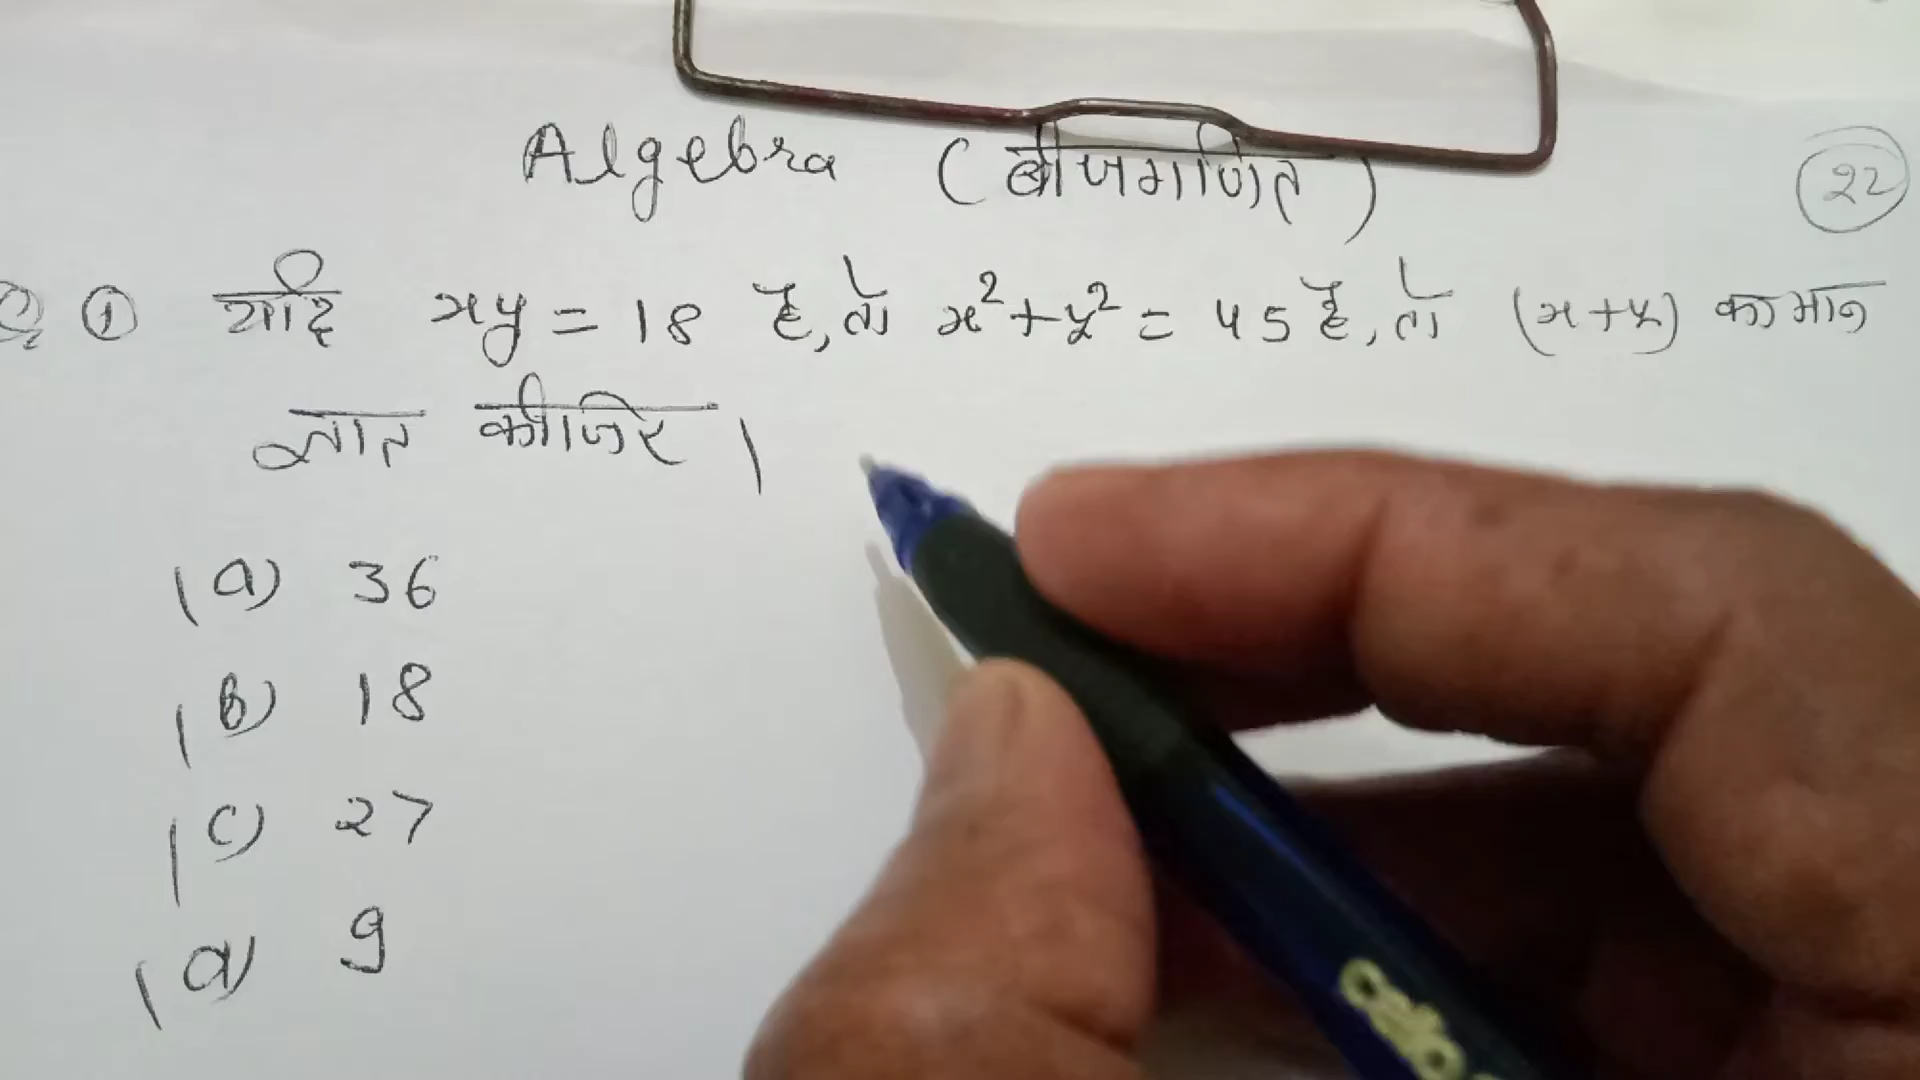 Algebra (बीजगणित)
22
Q ① यदि xy = 18 है, तो x²+y² = 45 है, तो (x+y) का मान
ज्ञात कीजिए।
(a) 36
(b) 18
(c) 27
(d) 9